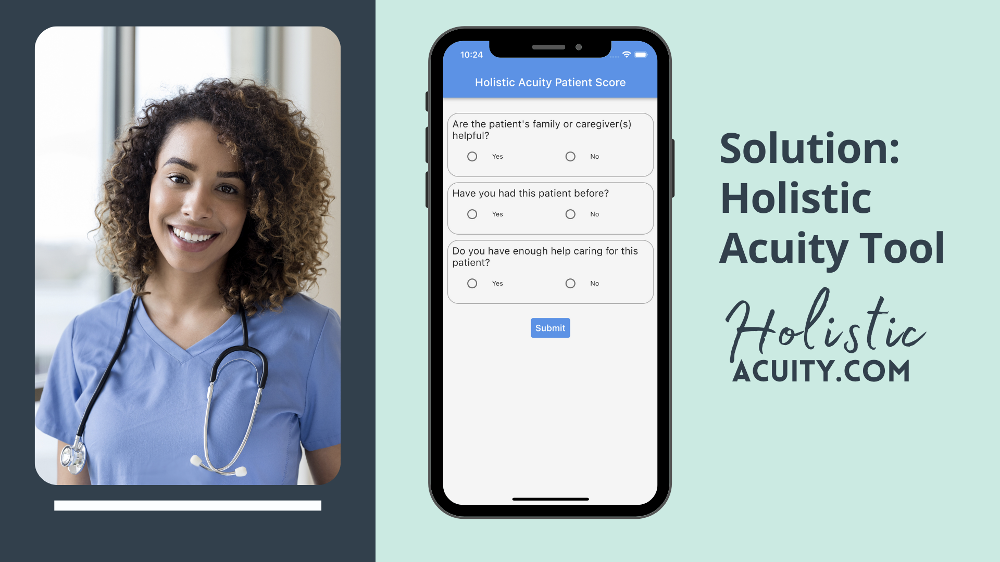 10:24
Holistic Acuity Patient Score
Are the patient's family or caregiver(s)
helpful?
Yes No
Have you had this patient before?
Yes No
Do you have enough help caring for this
patient?
Yes No
Submit
Solution:
Holistic
Acuity Tool
Holistic
ACUITY.COM